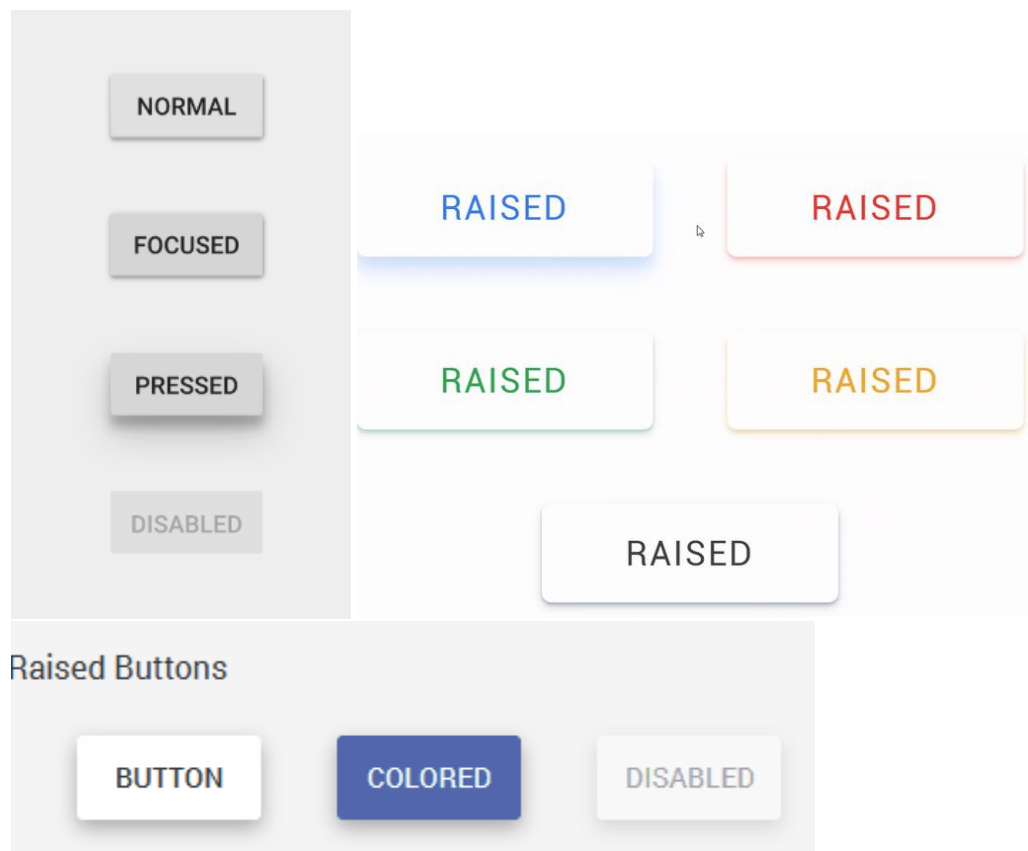 NORMAL
FOCUSED
PRESSED
DISABLED
RAISED RAISED
RAISED RAISED
RAISED
Raised Buttons
BUTTON COLORED DISABLED